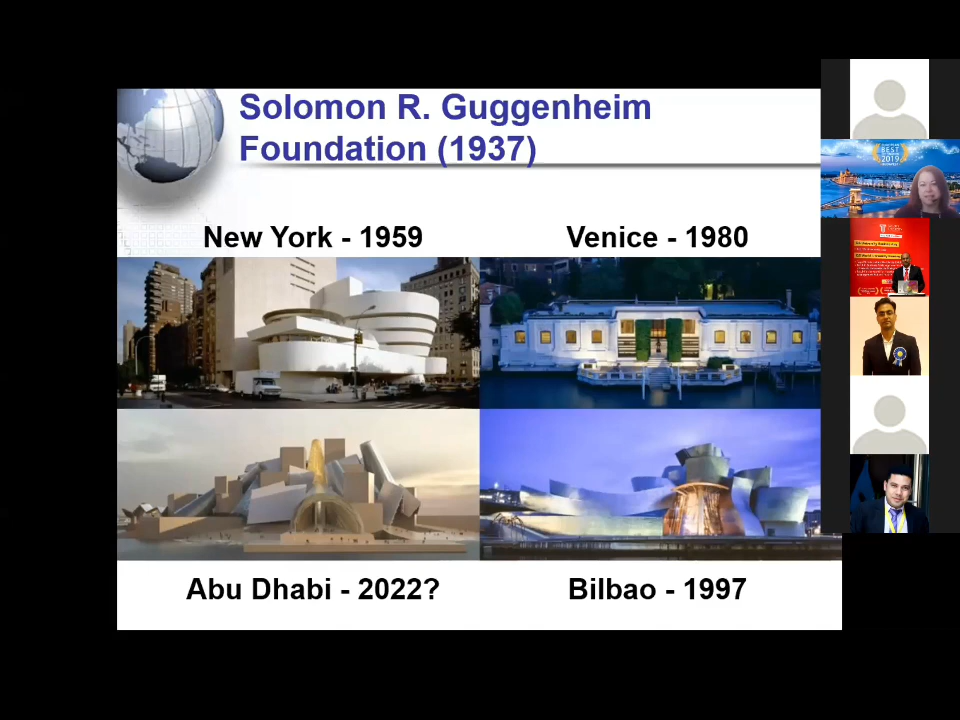 Solomon R. Guggenheim
Foundation (1937)
New York - 1959
Venice - 1980
Abu Dhabi - 2022?
Bilbao - 1997
BEST
2019